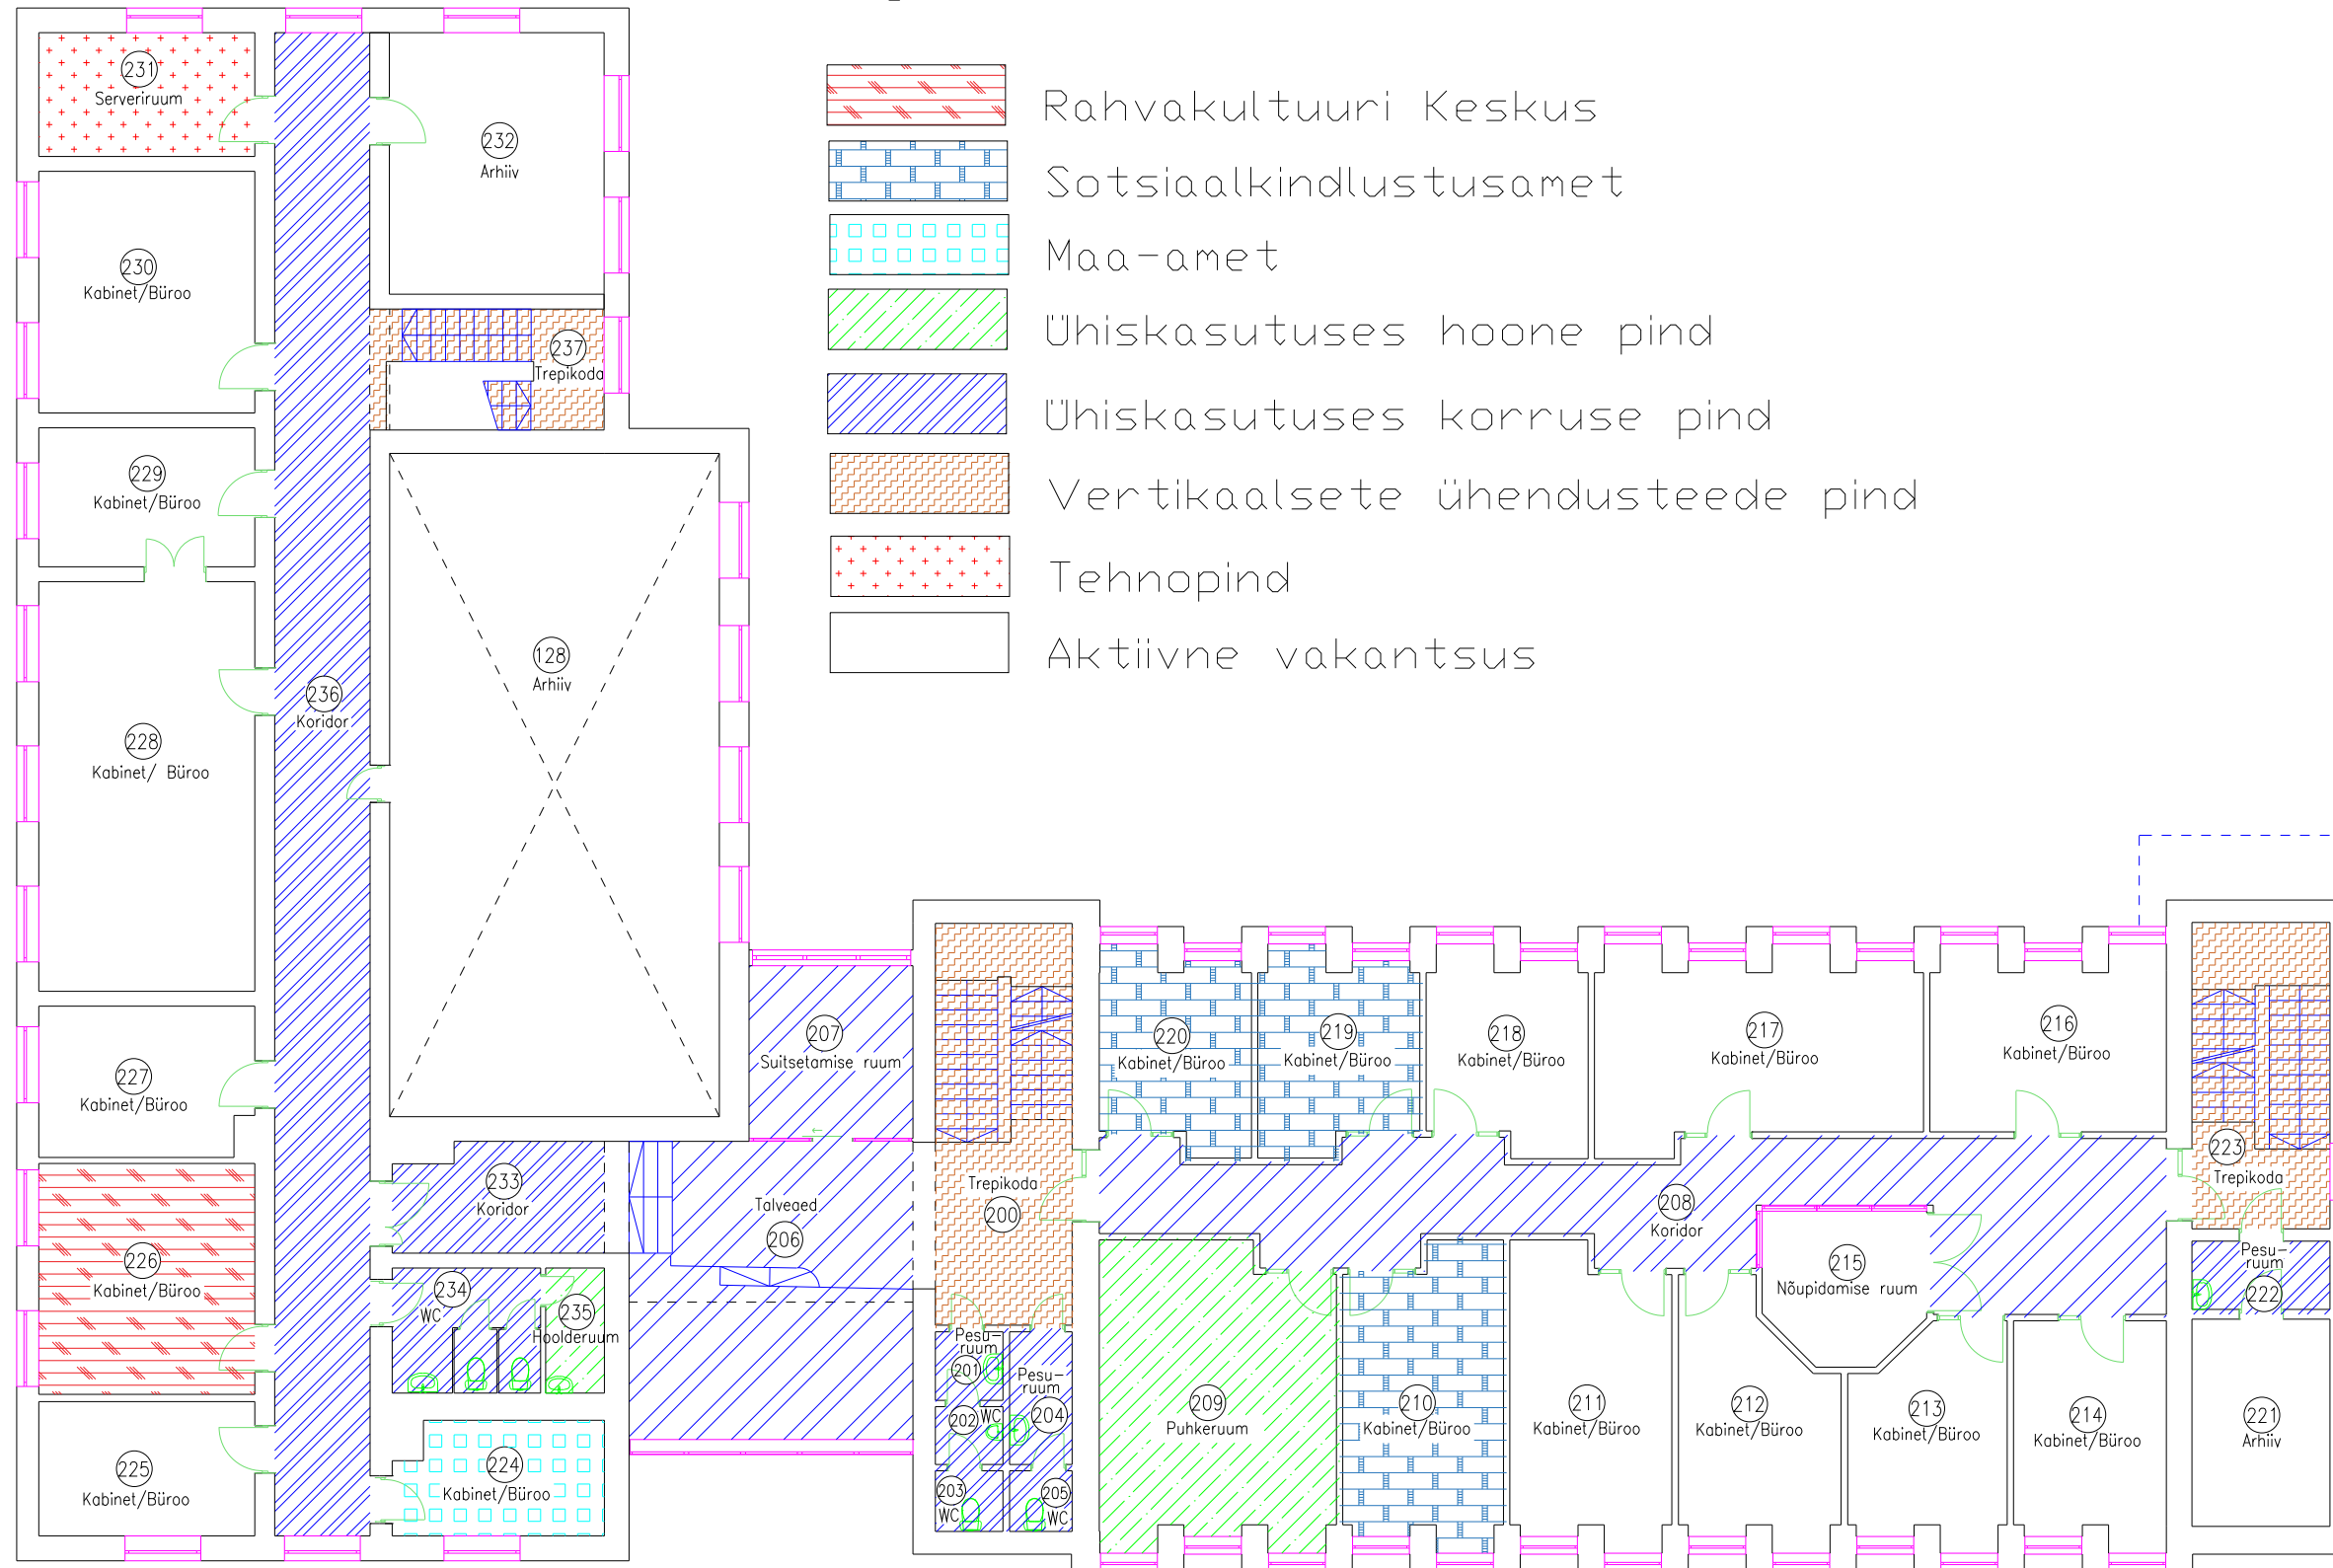 Rahvakultuuri Keskus
Sotsiaalkindlustusamet
Maa-amet
Ühiskasutuses hoone pind
Ühiskasutuses korruse pind
Vertikaalsete ühendusteede pind
Tehnopind
Aktiivne vakantsus
231
Serveriruum
232
Arhiiv
230
Kabinet/Büroo
237
Trepikoda
229
Kabinet/Büroo
128
Arhiiv
236
Koridor
228
Kabinet/ Büroo
227
Kabinet/Büroo
207
Suitsetamise ruum
233
Koridor
Talveaed
206
Trepikoda
200
226
Kabinet/Büroo
234
WC
235
Hoolderuum
225
Kabinet/Büroo
224
Kabinet/Büroo
Pesu-
ruum
201
202
WC
Pesu-
ruum
204
203
WC
205
WC
220
Kabinet/Büroo
219
Kabinet/Büroo
218
Kabinet/Büroo
217
Kabinet/Büroo
216
Kabinet/Büroo
208
Koridor
223
Trepikoda
215
Nõupidamise ruum
Pesu-
ruum
222
209
Puhkeruum
210
Kabinet/Büroo
211
Kabinet/Büroo
212
Kabinet/Büroo
213
Kabinet/Büroo
214
Kabinet/Büroo
221
Arhiiv